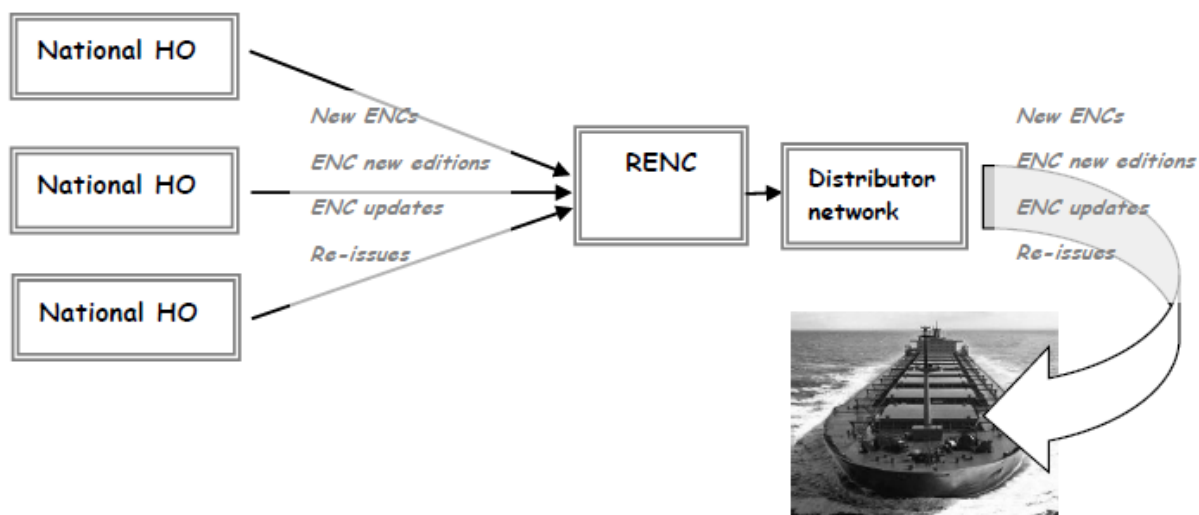 National HO
National HO
National HO
New ENCs
ENC new editions
ENC updates
Re-issues
RENC
Distributor
network
New ENCs
ENC new editions
ENC updates
Re-issues